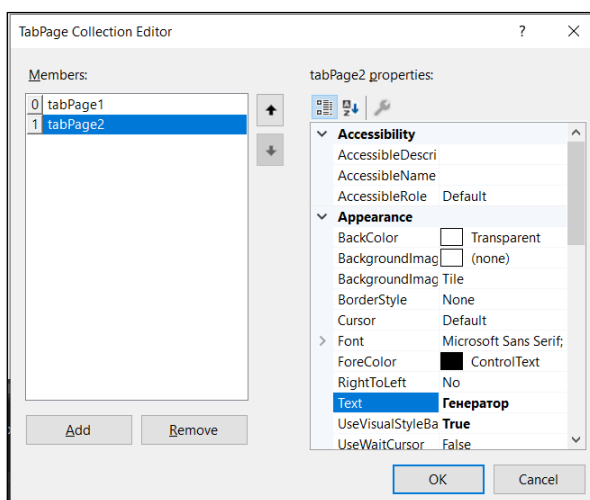 TabPage Collection Editor ?
Members:
0 tabPage1
1 tabPage2
Add Remove
tabPage2 properties:
Accessibility
AccessibleDescri
AccessibleName
AccessibleRole Default
Appearance
BackColor Transparent
BackgroundImag (none)
BackgroundImag Tile
BorderStyle None
Cursor Default
Font Microsoft Sans Serif;
ForeColor ControlText
RightToLeft No
Text Генератор
UseVisualStyleBa True
UseWaitCursor False
OK Cancel